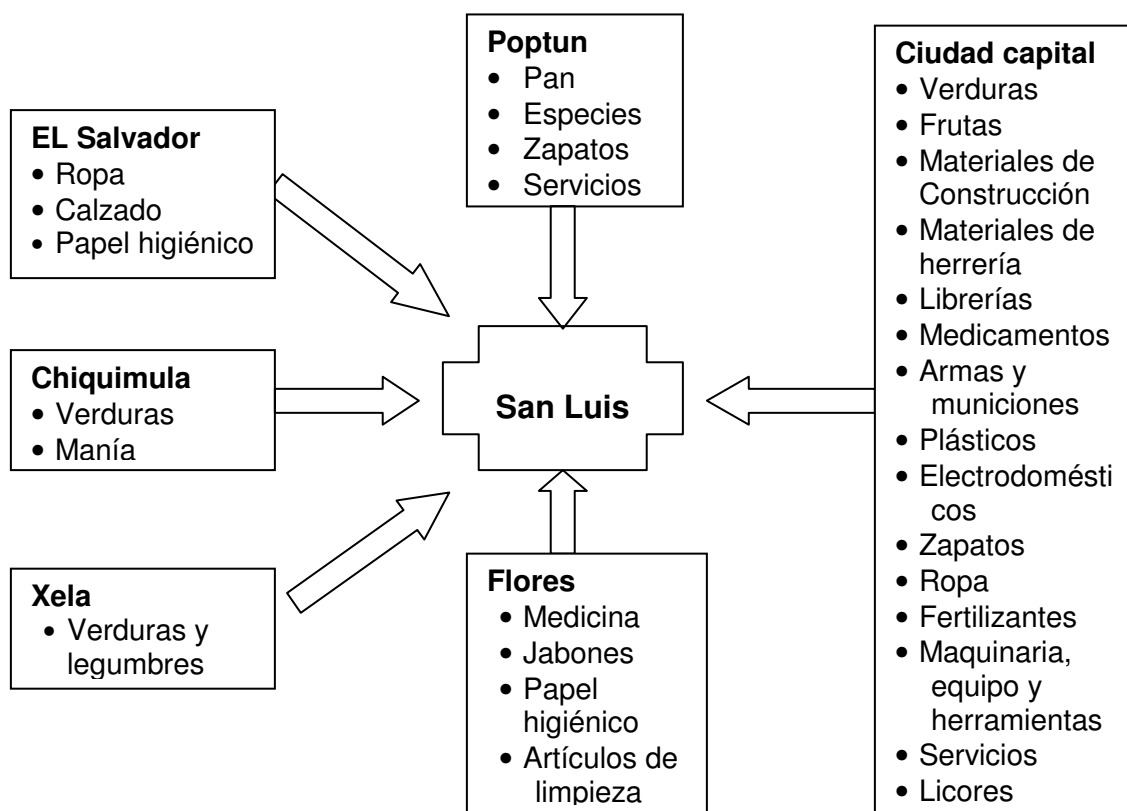 Poptun
• Pan
• Especies
• Zapatos
• Servicios
EL Salvador
• Ropa
• Calzado
• Papel higiénico
Chiquimula
• Verduras
• Manía
Xela
• Verduras y
legumbres
San Luis
Flores
• Medicina
• Jabones
• Papel
higiénico
• Artículos de
limpieza
Ciudad capital
• Verduras
• Frutas
• Materiales de
Construcción
• Materiales de
herrería
• Librerías
• Medicamentos
• Armas y
municiones
• Plásticos
• Electrodomésti
cos
• Zapatos
• Ropa
• Fertilizantes
• Maquinaria,
equipo y
herramientas
• Servicios
• Licores